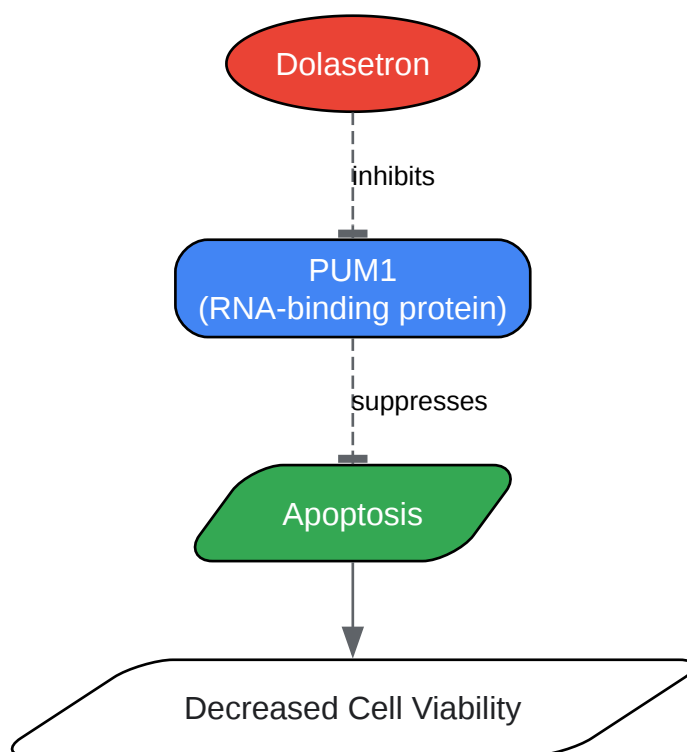 Dolasetron
inhibits
PUM1
(RNA-binding protein)
suppresses
Apoptosis
Decreased Cell Viability